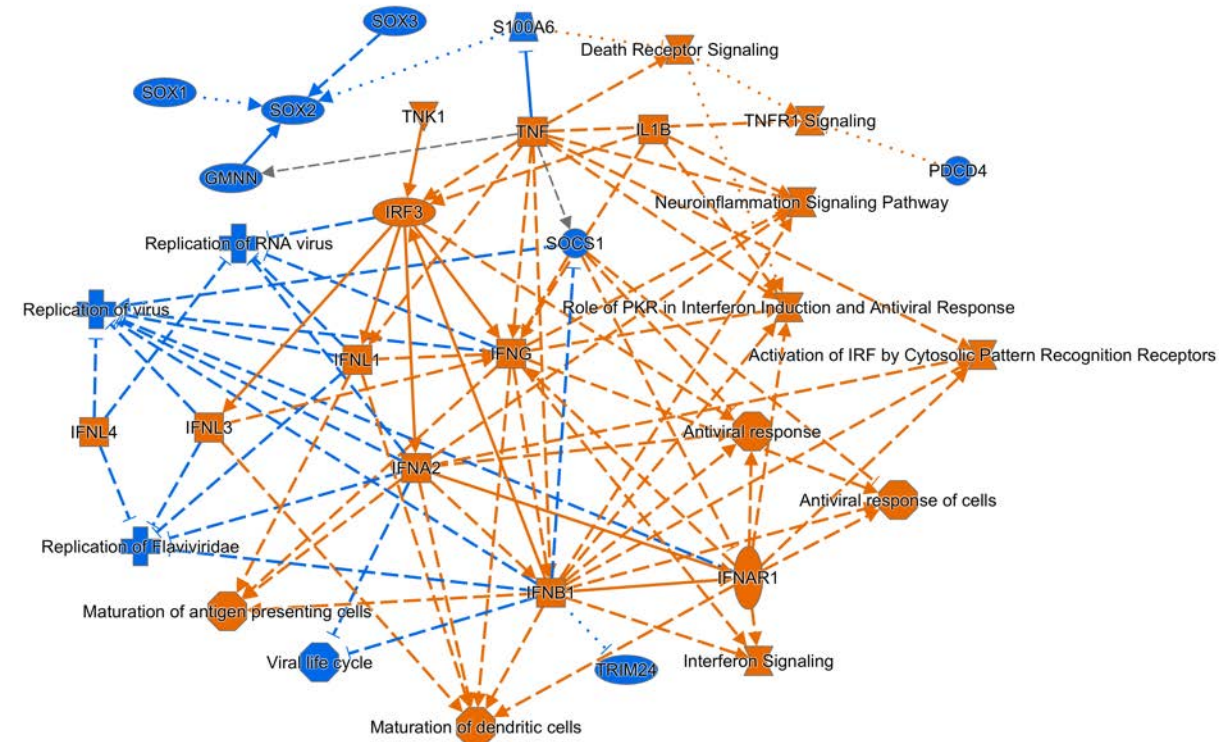 SOX3
S100A6
Death Receptor Signaling
SOX1
SOX2
TNK1
TNF
IL1B
TNFR1 Signaling
GMNN
PDCD4
IRF3
Neuroinflammation Signaling Pathway
Replication of RNA virus
SOCS1
Replication of virus
Role of PKR in Interferon Induction and Antiviral Response
IFNL1
IFNG
Activation of IRF by Cytosolic Pattern Recognition Receptors
IFNL4
IFNL3
Antiviral response
IFNA2
Antiviral response of cells
Replication of Flaviviridae
IFNB1
IFNAR1
Maturation of antigen presenting cells
Viral life cycle
TRIM24
Interferon Signaling
Maturation of dendritic cells